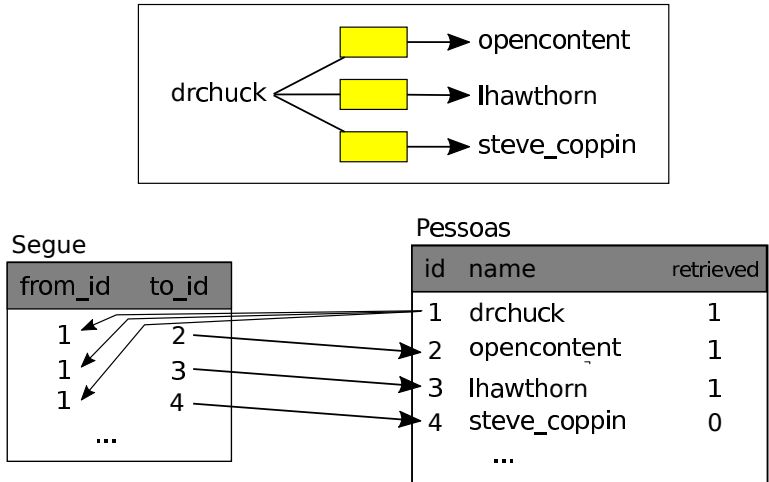 opencontent
drchuck
lhawthorn
steve_coppin
Segue
from_id to_id
1 2
1 3
1 4
...
Pessoas
id name retrieved
1 drchuck 1
2 opencontent 1
3 lhawthorn 1
4 steve_coppin 0
...